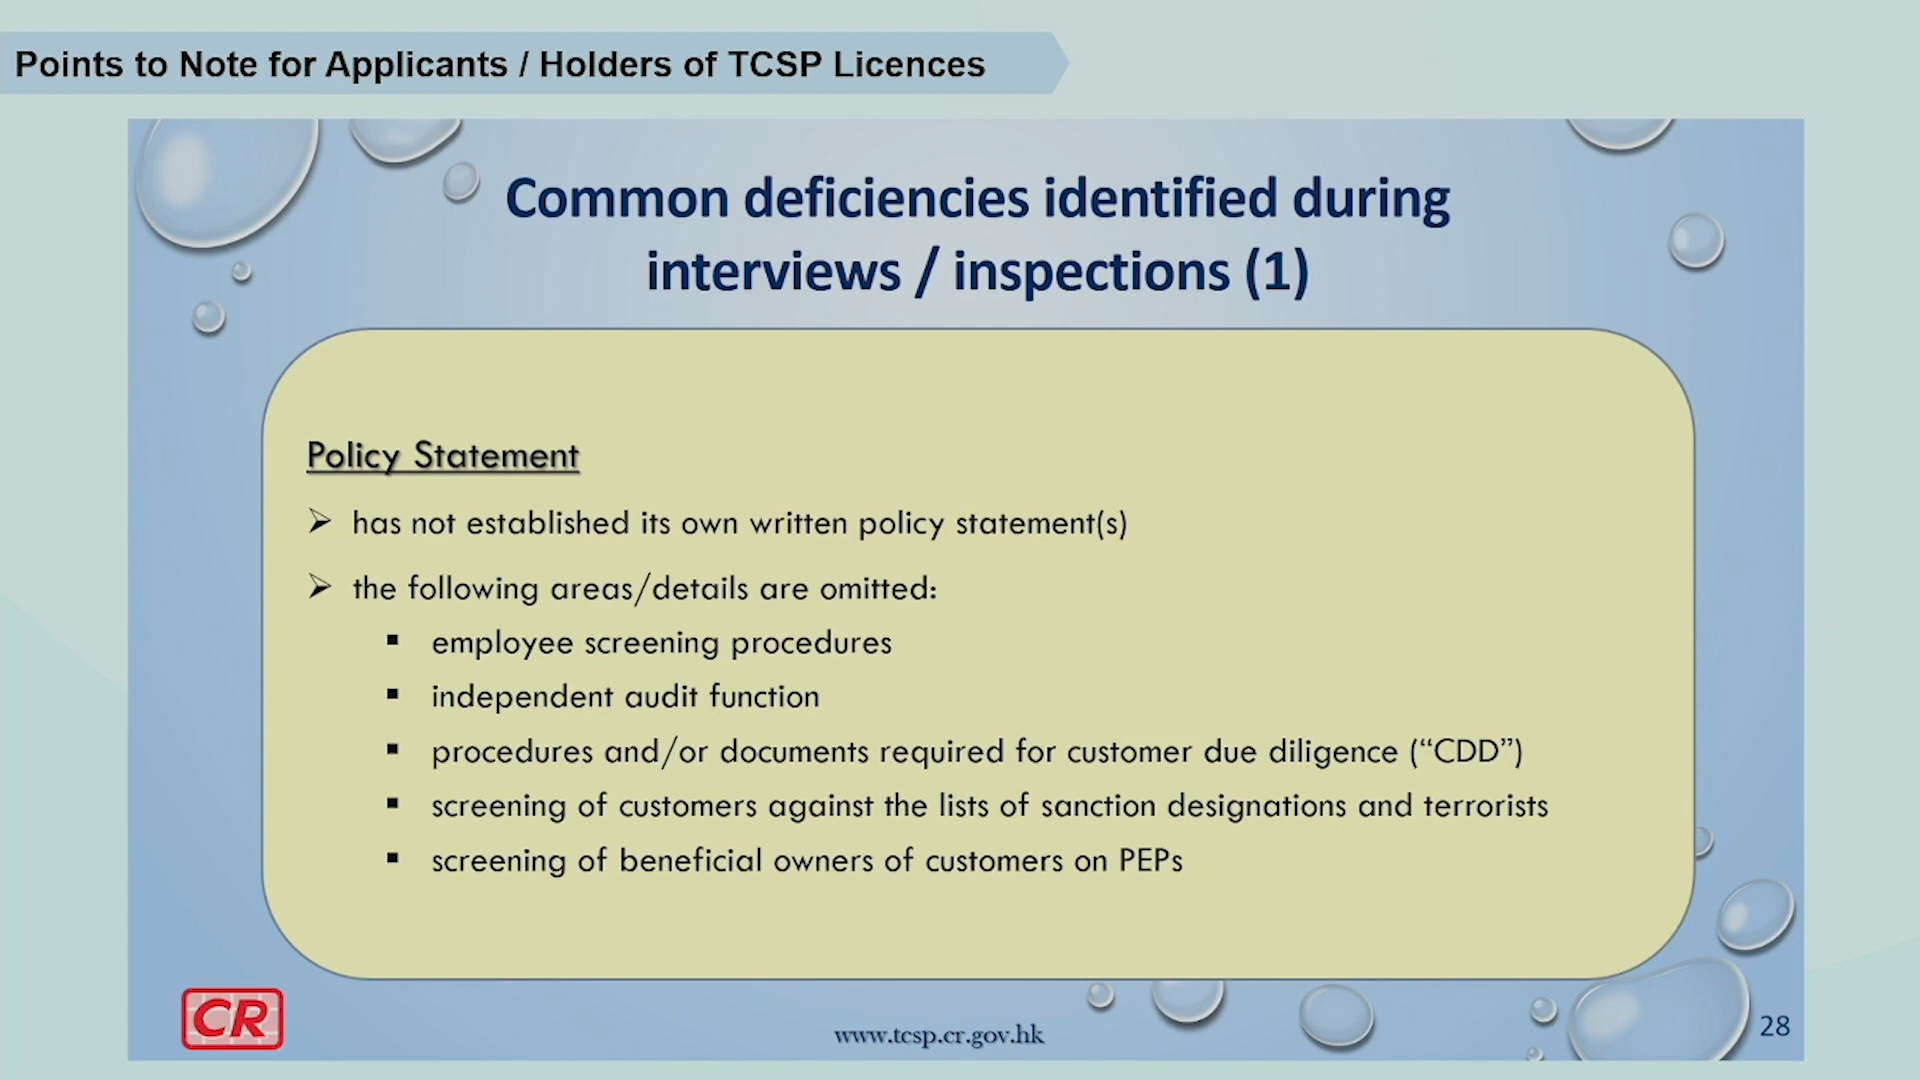 Points to Note for Applicants / Holders of TCSP Licences
Common deficiencies identified during
interviews / inspections (1)
Policy Statement
➢ has not established its own written policy statement(s)
➢ the following areas/details are omitted:
▪ employee screening procedures
▪ independent audit function
▪ procedures and/or documents required for customer due diligence (“CDD”)
▪ screening of customers against the lists of sanction designations and terrorists
▪ screening of beneficial owners of customers on PEPs
CR
www.tcsp.cr.gov.hk
28